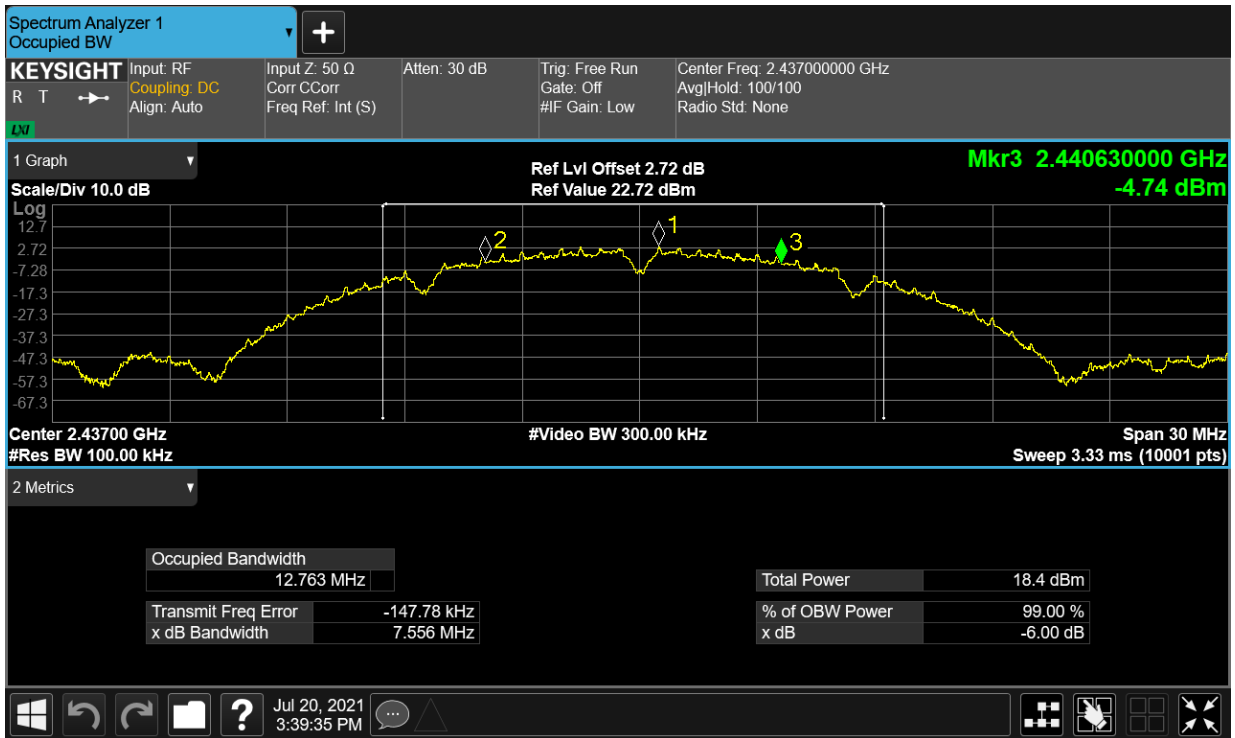 Spectrum Analyzer 1
Occupied BW
KEYSIGHT
R T
LXI
Input: RF
Coupling: DC
Align: Auto
Input Z: 50 Ω
Corr CCorr
Freq Ref: Int (S)
Atten: 30 dB
Trig: Free Run
Gate: Off
#IF Gain: Low
Center Freq: 2.437000000 GHz
Avg|Hold: 100/100
Radio Std: None
1 Graph
Scale/Div 10.0 dB
Ref Lvl Offset 2.72 dB
Ref Value 22.72 dBm
Mkr3 2.440630000 GHz
-4.74 dBm
Log
12.7
2.72
-7.28
-17.3
-27.3
-37.3
-47.3
-57.3
-67.3
2
1
3
Center 2.43700 GHz
#Video BW 300.00 kHz
Span 30 MHz
#Res BW 100.00 kHz
Sweep 3.33 ms (10001 pts)
2 Metrics
Occupied Bandwidth
12.763 MHz
Total Power 18.4 dBm
Transmit Freq Error -147.78 kHz
% of OBW Power 99.00 %
x dB Bandwidth 7.556 MHz
x dB -6.00 dB
?
Jul 20, 2021
3:39:35 PM